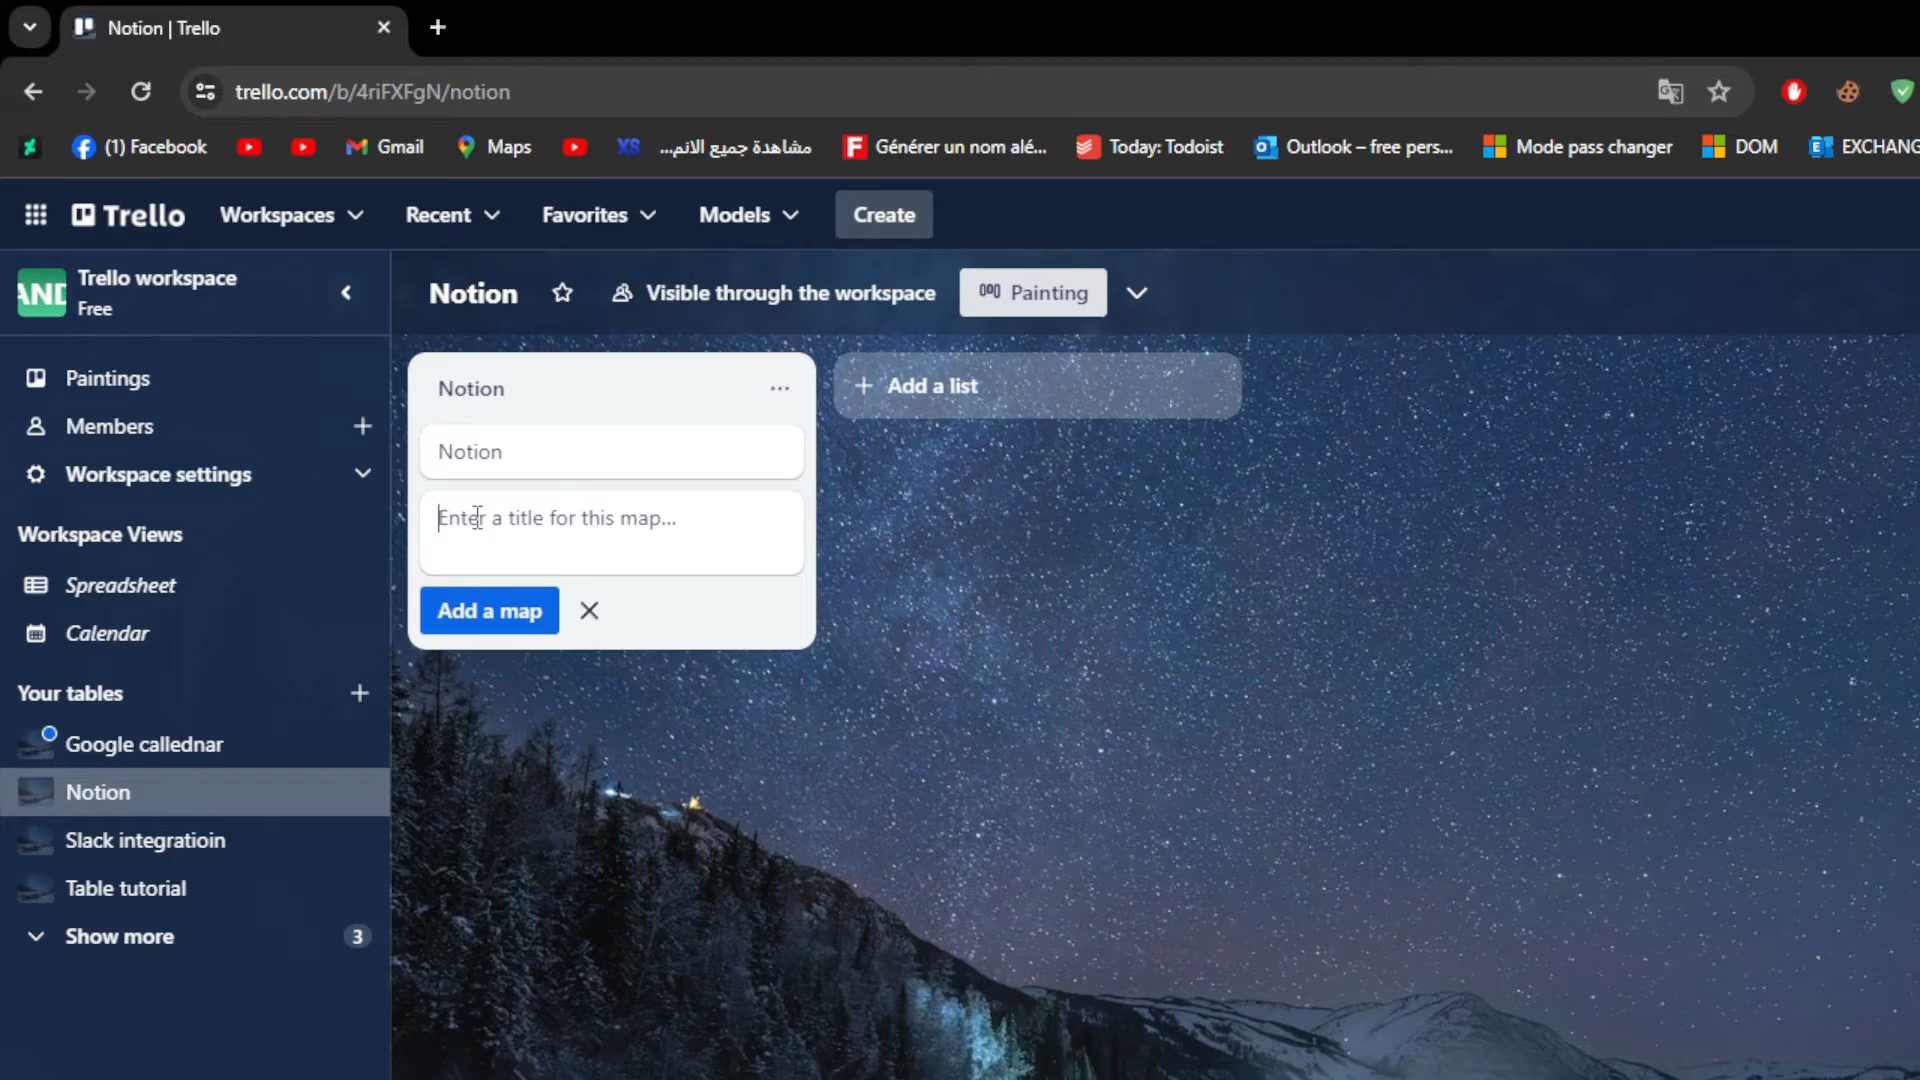 Notion | Trello
trello.com/b/4riFXFgN/notion
(1) Facebook
Gmail
Maps
XS
مشاهدة جميع الانم...
Générer un nom alé...
Today: Todoist
Outlook – free pers...
Mode pass changer
DOM
EXCHANG
Trello
Workspaces
Recent
Favorites
Models
Create
AND
Trello workspace
Free
Notion
Visible through the workspace
Painting
Paintings
Members
Workspace settings
Workspace Views
Spreadsheet
Calendar
Your tables
Google callednar
Notion
Slack integratioin
Table tutorial
Show more
3
Notion
Notion
Enter a title for this map...
Add a map
Add a list